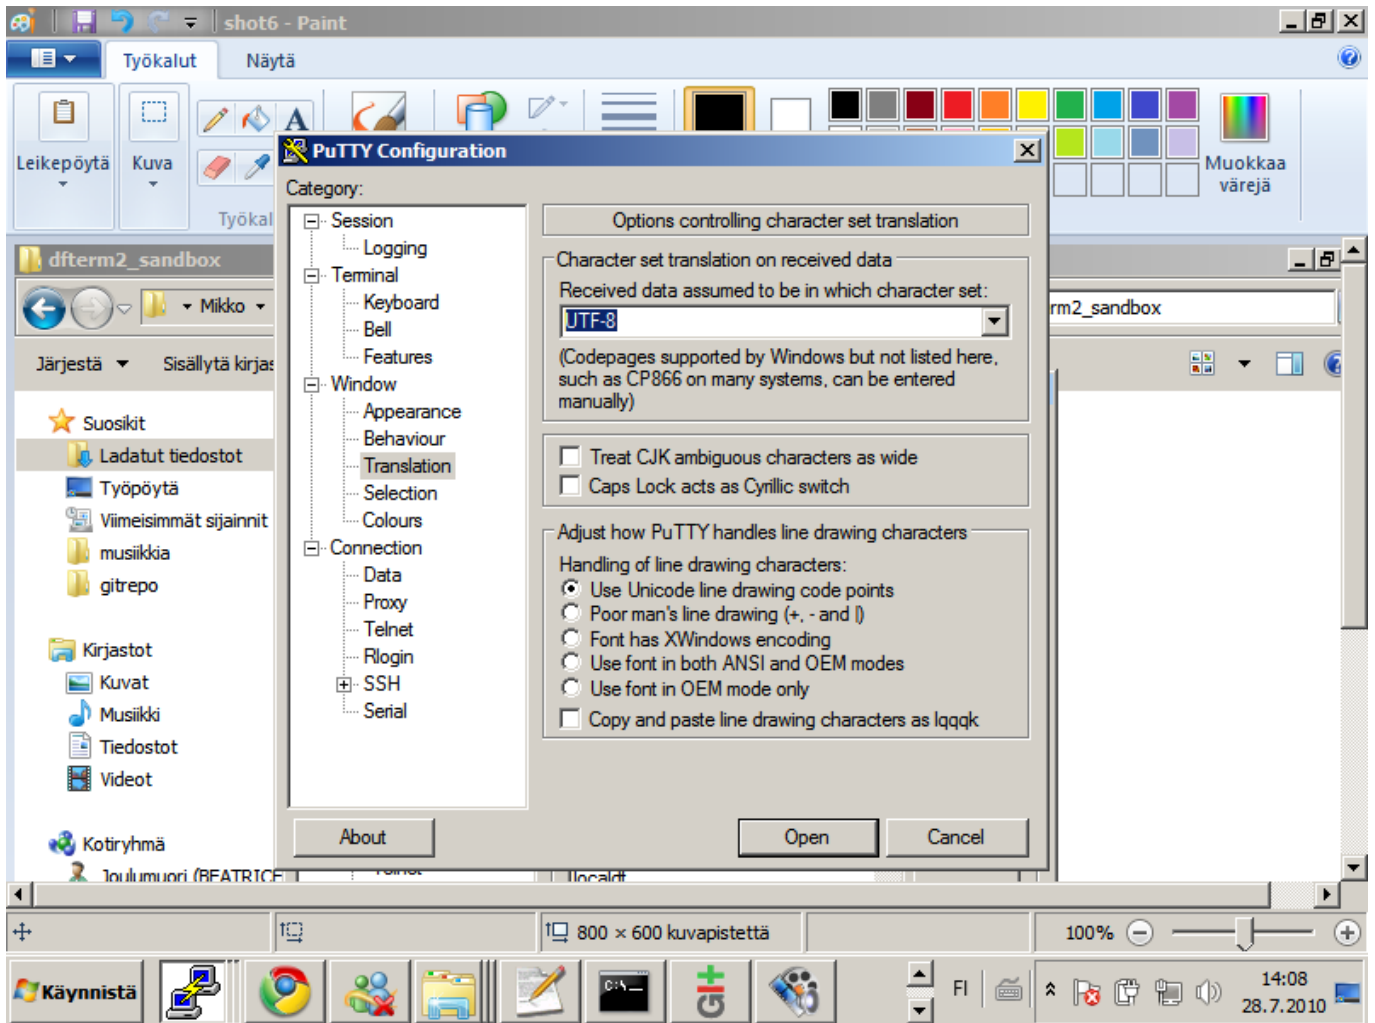 shot6 - Paint
Työkalut
Näytä
Leikepöytä
Kuva
A
Muokkaa
värejä
PuTTY Configuration
Category:
Session
Logging
Terminal
Keyboard
Bell
Features
Window
Appearance
Behaviour
Translation
Selection
Colours
Connection
Data
Proxy
Telnet
Rlogin
SSH
Serial
Options controlling character set translation
Character set translation on received data
Received data assumed to be in which character set:
UTF-8
(Codepages supported by Windows but not listed here,
such as CP866 on many systems, can be entered
manually)
Treat CJK ambiguous characters as wide
Caps Lock acts as Cyrillic switch
Adjust how PuTTY handles line drawing characters
Handling of line drawing characters:
Use Unicode line drawing code points
Poor man's line drawing (+, - and |)
Font has XWindows encoding
Use font in both ANSI and OEM modes
Use font in OEM mode only
Copy and paste line drawing characters as lqqqk
About
Open
Cancel
dfterm2_sandbox
Mikko
rm2_sandbox
Järjestä
Sisällytä kirjas
Suosikit
Ladatut tiedostot
Työpöytä
Viimeisimmät sijainnit
musiikkia
gitrepo
Kirjastot
Kuvat
Musiikki
Tiedostot
Videot
Kotiryhmä
Joulumuori (BEATRICE
800 × 600 kuvapistettä
100%
Käynnistä
C:\
Git
FI
14:08
28.7.2010